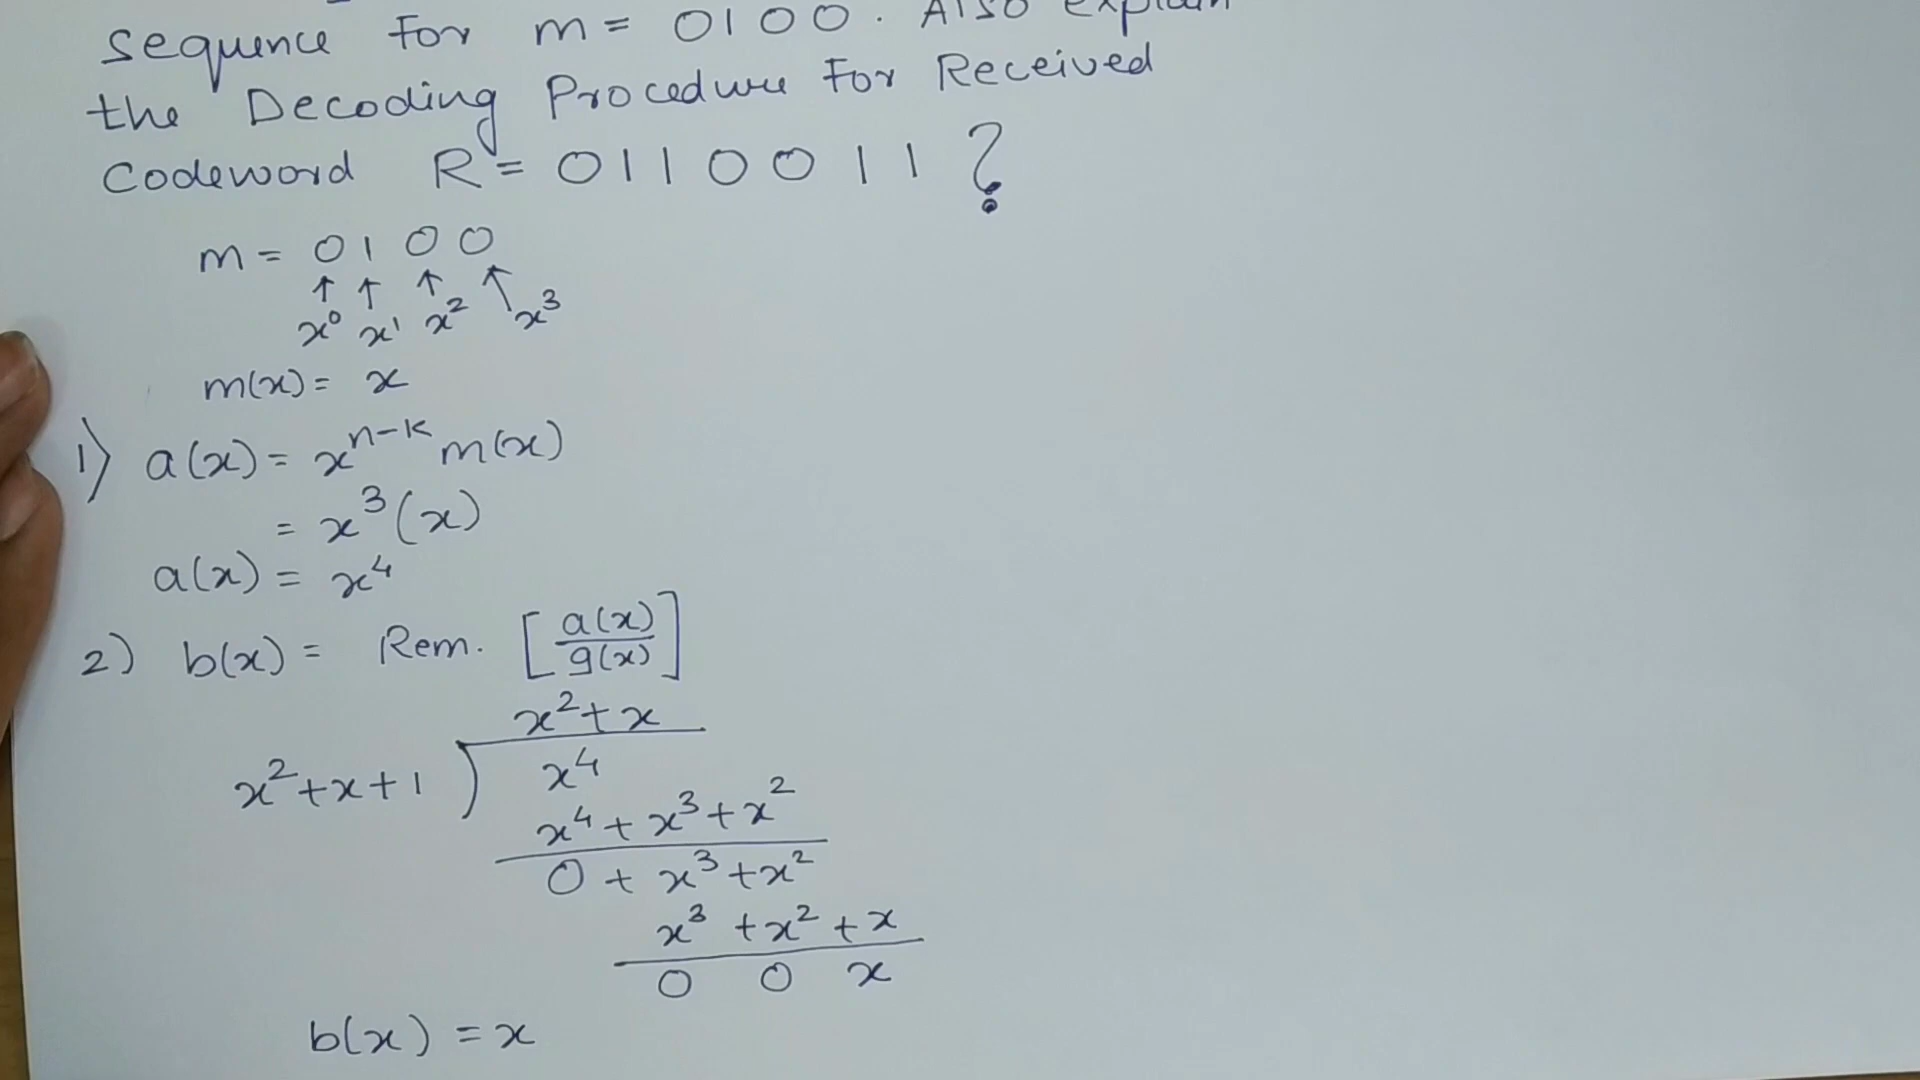 sequence for m = 0100. Also explain
the Decoding Procedure For Received
Codeword R = 0110011 ?
m = 0 1 0 0
↑ ↑ ↑ ↑
x⁰ x¹ x² x³
m(x) = x
1) a(x) = xⁿ⁻ᵏ m(x)
= x³(x)
a(x) = x⁴
2) b(x) = Rem. [a(x)/g(x)]
x² + x
x² + x + 1 ) x⁴
x⁴ + x³ + x²
0 + x³ + x²
x³ + x² + x
0 0 x
b(x) = x